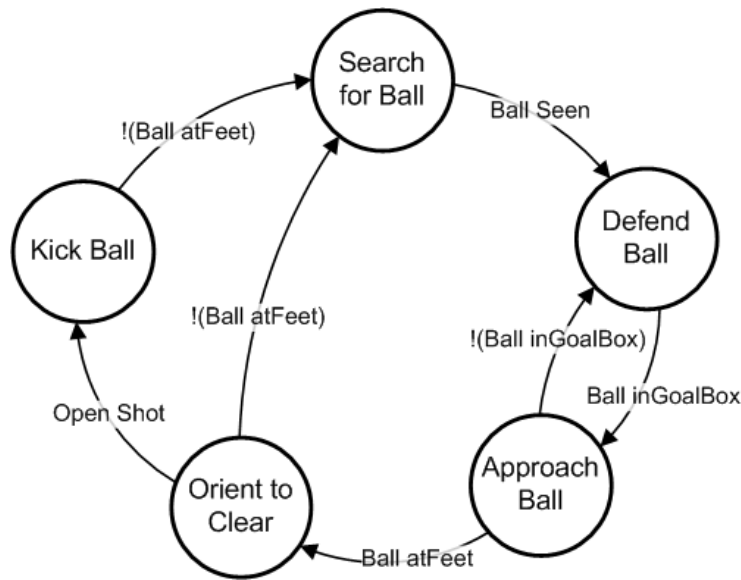 Search
for Ball
Ball Seen
!(Ball atFeet)
Defend
Ball
Kick Ball
!(Ball atFeet)
!(Ball inGoalBox)
Ball inGoalBox
Open Shot
Approach
Ball
Orient to
Clear
Ball atFeet